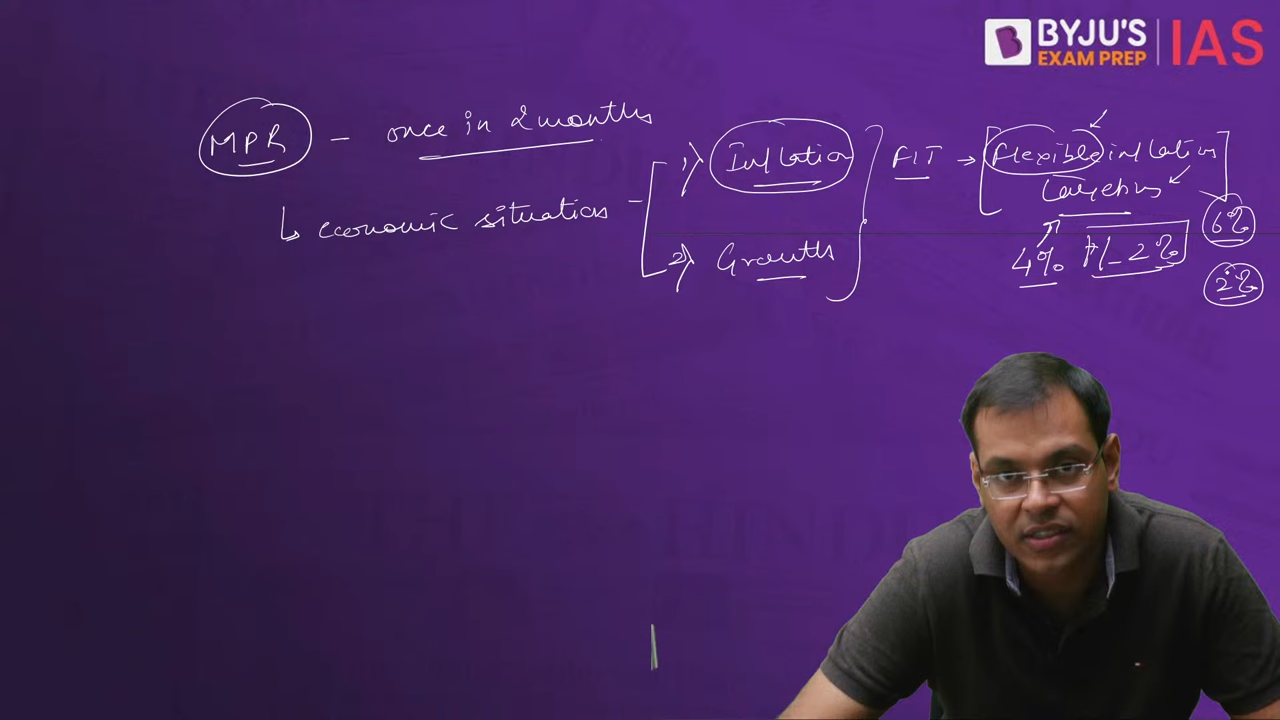 BYJU'S EXAM PREP | IAS
MPR - once in 2 months
↳ economic situation -
1) Inflation
2) Growth
FIT → [Flexible inflation
targeting]
4% +/- 2%
6%
2%